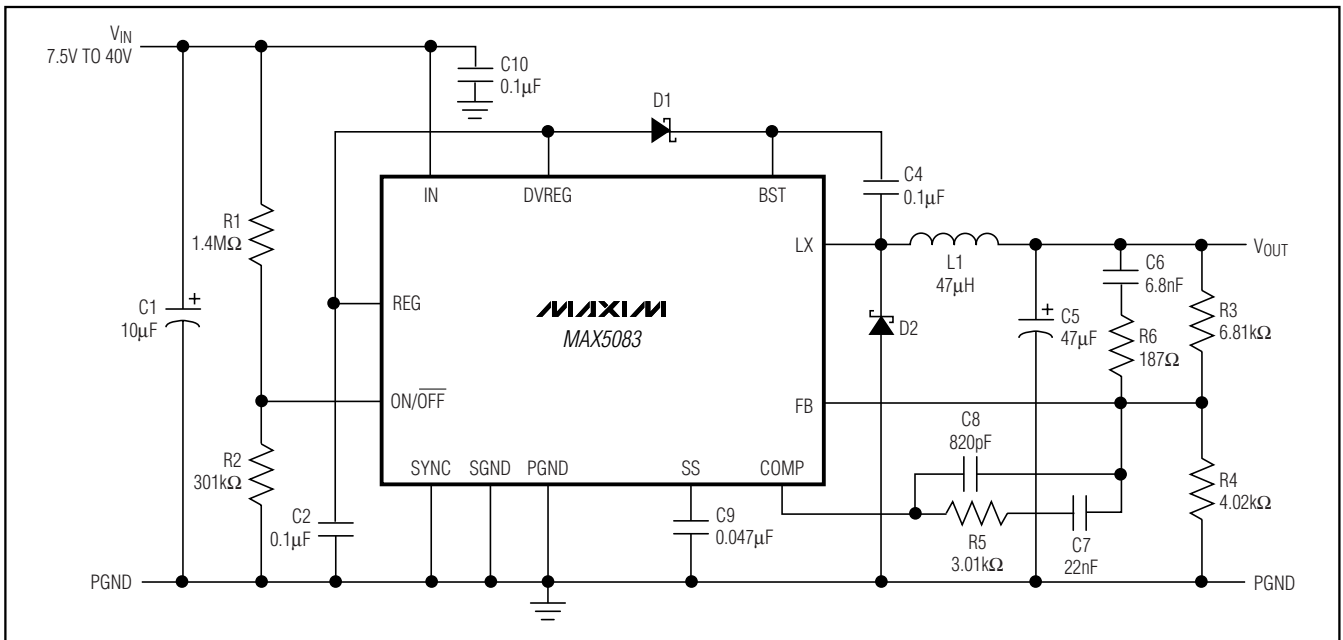 VIN
7.5V TO 40V
C10
0.1μF
D1
C4
0.1μF
IN
DVREG
BST
R1
1.4MΩ
LX
VOUT
L1
47μH
C6
6.8nF
C1
10μF
REG
MAXIM
MAX5083
D2
C5
47μF
R6
187Ω
R3
6.81kΩ
ON/OFF
FB
R2
301kΩ
C8
820pF
SYNC
SGND
PGND
SS
COMP
R4
4.02kΩ
C2
0.1μF
C9
0.047μF
R5
3.01kΩ
C7
22nF
PGND
PGND